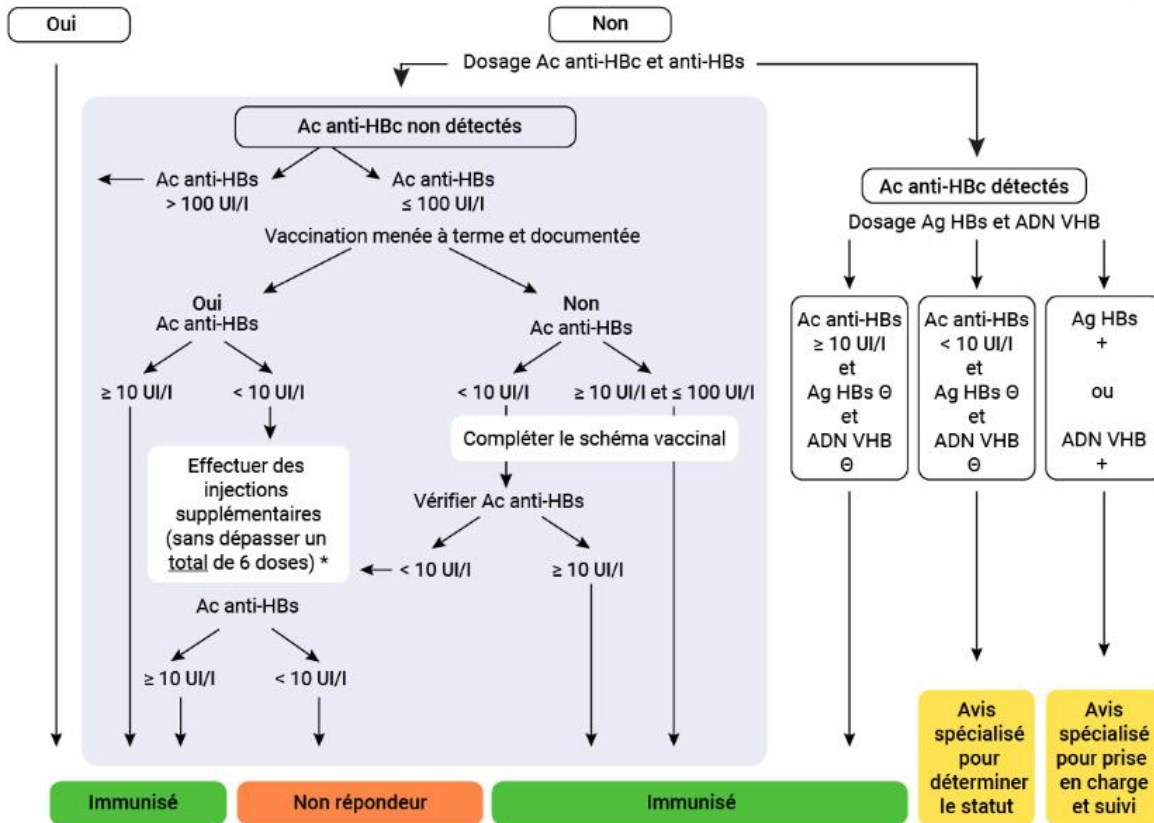 Oui
Non
Dosage Ac anti-HBc et anti-HBs
Ac anti-HBc non détectés
Ac anti-HBs
> 100 UI/l
Ac anti-HBs
≤ 100 UI/l
Vaccination menée à terme et documentée
Oui
Ac anti-HBs
Non
Ac anti-HBs
≥ 10 UI/l
< 10 UI/l
< 10 UI/l
≥ 10 UI/l et ≤ 100 UI/l
Compléter le schéma vaccinal
Effectuer des
injections
supplémentaires
(sans dépasser un
total de 6 doses) *
Vérifier Ac anti-HBs
< 10 UI/l
≥ 10 UI/l
Ac anti-HBs
≥ 10 UI/l
< 10 UI/l
Ac anti-HBc détectés
Dosage Ag HBs et ADN VHB
Ac anti-HBs
≥ 10 UI/l
et
Ag HBs Θ
et
ADN VHB
Θ
Ac anti-HBs
< 10 UI/l
et
Ag HBs Θ
et
ADN VHB
Θ
Ag HBs
+
ou
ADN VHB
+
Immunisé
Non répondeur
Immunisé
Avis
spécialisé
pour
déterminer
le statut
Avis
spécialisé
pour prise
en charge
et suivi